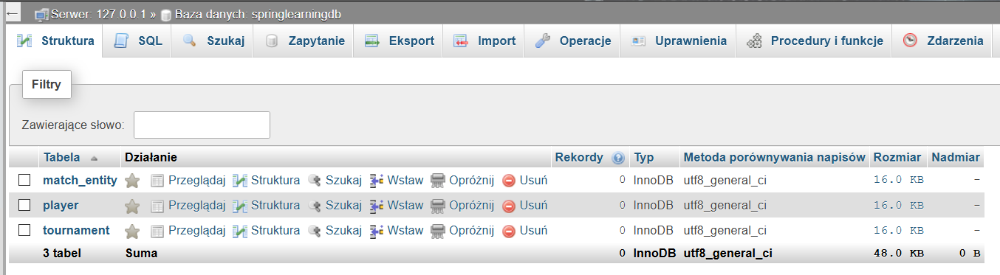 Serwer: 127.0.0.1 » Baza danych: springlearningdb
Struktura SQL Szukaj Zapytanie Eksport Import Operacje Uprawnienia Procedury i funkcje Zdarzenia
Filtry
Zawierające słowo:
Tabela Działanie Rekordy Typ Metoda porównywania napisów Rozmiar Nadmiar
match_entity Przeglądaj Struktura Szukaj Wstaw Opróżnij Usuń 0 InnoDB utf8_general_ci 16.0 KB -
player Przeglądaj Struktura Szukaj Wstaw Opróżnij Usuń 0 InnoDB utf8_general_ci 16.0 KB -
tournament Przeglądaj Struktura Szukaj Wstaw Opróżnij Usuń 0 InnoDB utf8_general_ci 16.0 KB -
3 tabel Suma 0 InnoDB utf8_general_ci 48.0 KB 0 B